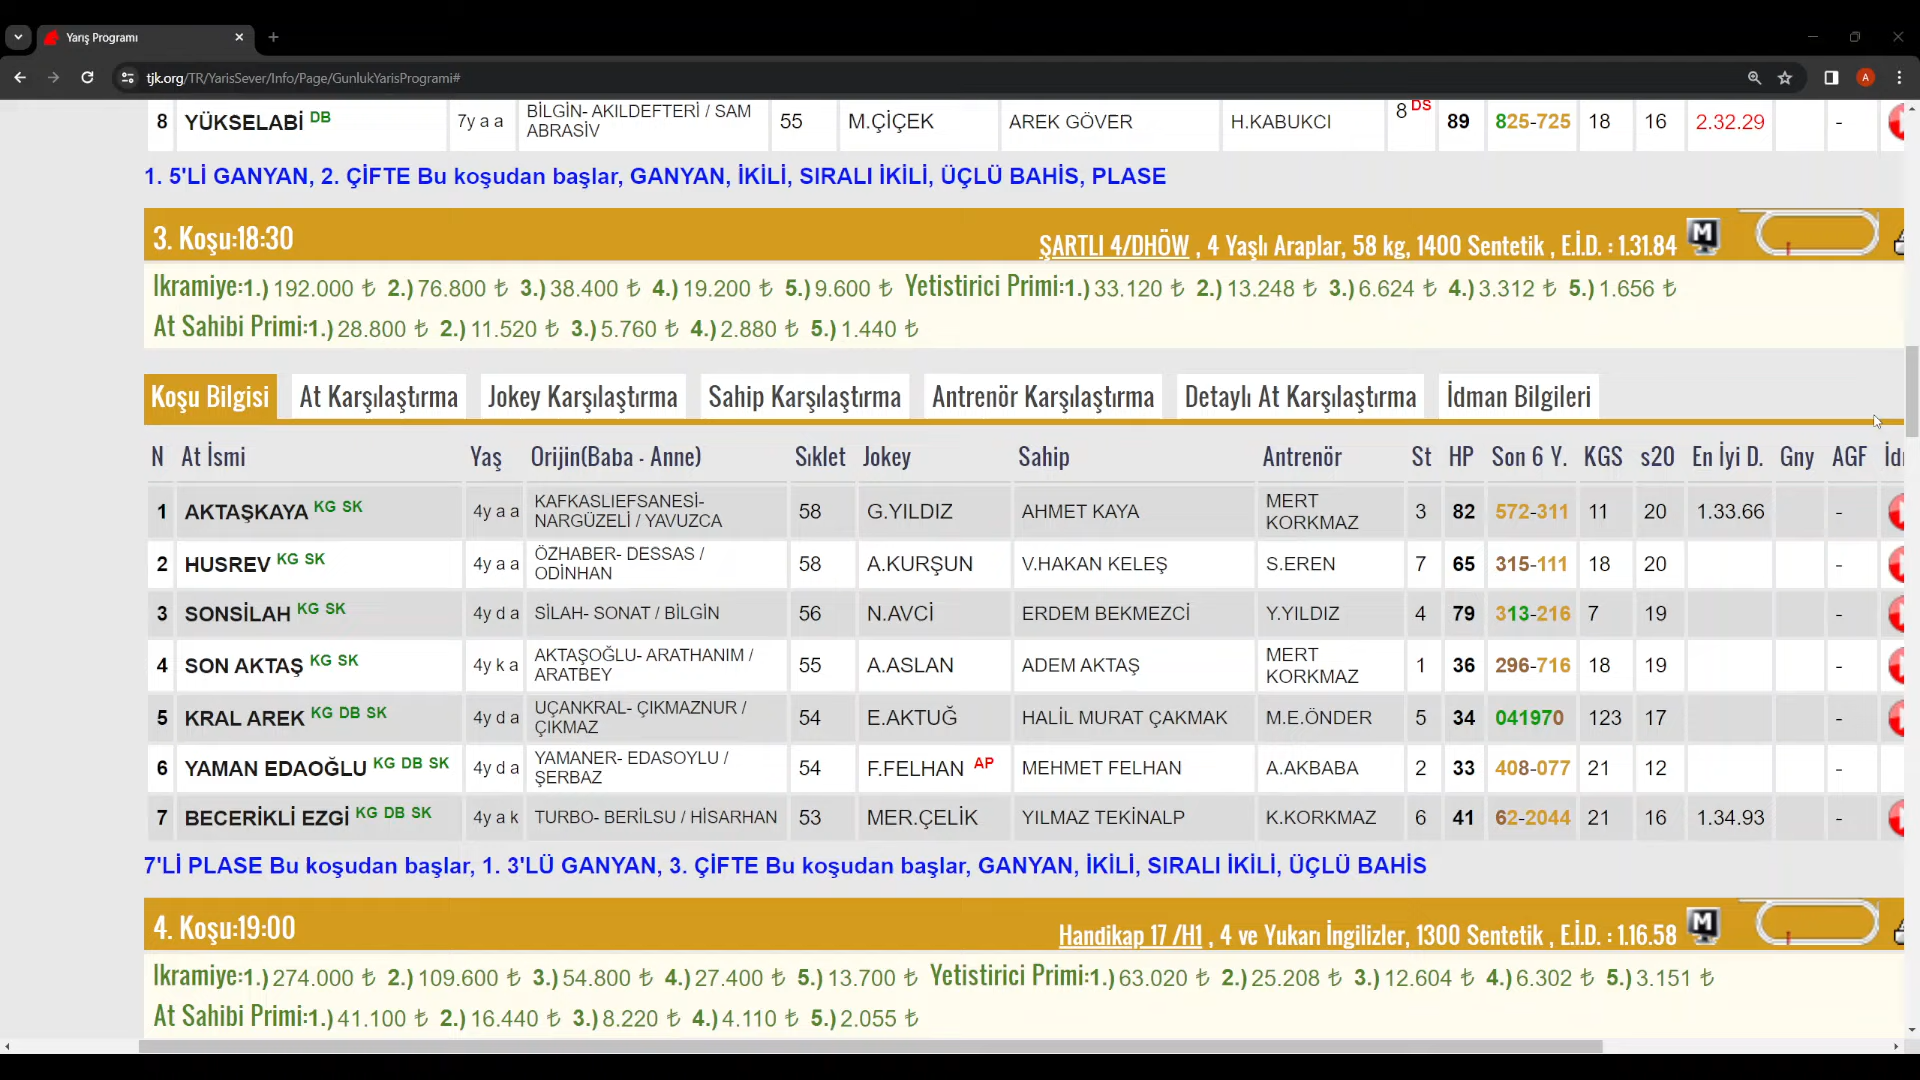 Yarış Programı
tjk.org/TR/YarisSever/Info/Page/GunlukYarisProgrami#
A
8 YÜKSELABİ DB 7y a a BİLGİN- AKILDEFTERİ / SAM ABRASİV 55 M.ÇİÇEK AREK GÖVER H.KABUKCI 8 DS 89 825-725 18 16 2.32.29 -
1. 5'Lİ GANYAN, 2. ÇİFTE Bu koşudan başlar, GANYAN, İKİLİ, SIRALI İKİLİ, ÜÇLÜ BAHİS, PLASE
3. Koşu:18:30 ŞARTLI 4/DHÖW , 4 Yaşlı Araplar, 58 kg, 1400 Sentetik , E.İ.D. : 1.31.84 M
Ikramiye:1.) 192.000 ₺ 2.) 76.800 ₺ 3.) 38.400 ₺ 4.) 19.200 ₺ 5.) 9.600 ₺ Yetistirici Primi:1.) 33.120 ₺ 2.) 13.248 ₺ 3.) 6.624 ₺ 4.) 3.312 ₺ 5.) 1.656 ₺
At Sahibi Primi:1.) 28.800 ₺ 2.) 11.520 ₺ 3.) 5.760 ₺ 4.) 2.880 ₺ 5.) 1.440 ₺
Koşu Bilgisi At Karşılaştırma Jokey Karşılaştırma Sahip Karşılaştırma Antrenör Karşılaştırma Detaylı At Karşılaştırma İdman Bilgileri
N At İsmi Yaş Orijin(Baba - Anne) Sıklet Jokey Sahip Antrenör St HP Son 6 Y. KGS s20 En İyi D. Gny AGF
1 AKTAŞKAYA KG SK 4y a a KAFKASLIEFSANESİ- NARGÜZELİ / YAVUZCA 58 G.YILDIZ AHMET KAYA MERT KORKMAZ 3 82 572-311 11 20 1.33.66 -
2 HUSREV KG SK 4y a a ÖZHABER- DESSAS / ODİNHAN 58 A.KURŞUN V.HAKAN KELEŞ S.EREN 7 65 315-111 18 20 -
3 SONSİLAH KG SK 4y d a SİLAH- SONAT / BİLGİN 56 N.AVCİ ERDEM BEKMEZCİ Y.YILDIZ 4 79 313-216 7 19 -
4 SON AKTAŞ KG SK 4y k a AKTAŞOĞLU- ARATHANIM / ARATBEY 55 A.ASLAN ADEM AKTAŞ MERT KORKMAZ 1 36 296-716 18 19 -
5 KRAL AREK KG DB SK 4y d a UÇANKRAL- ÇIKMAZNUR / ÇIKMAZ 54 E.AKTUĞ HALİL MURAT ÇAKMAK M.E.ÖNDER 5 34 041970 123 17 -
6 YAMAN EDAOĞLU KG DB SK 4y d a YAMANER- EDASOYLU / ŞERBAZ 54 F.FELHAN AP MEHMET FELHAN A.AKBABA 2 33 408-077 21 12 -
7 BECERİKLİ EZGİ KG DB SK 4y a k TURBO- BERİLSU / HİSARHAN 53 MER.ÇELİK YILMAZ TEKİNALP K.KORKMAZ 6 41 62-2044 21 16 1.34.93 -
7'Lİ PLASE Bu koşudan başlar, 1. 3'LÜ GANYAN, 3. ÇİFTE Bu koşudan başlar, GANYAN, İKİLİ, SIRALI İKİLİ, ÜÇLÜ BAHİS
4. Koşu:19:00 Handikap 17 /H1 , 4 ve Yukarı İngilizler, 1300 Sentetik , E.İ.D. : 1.16.58 M
Ikramiye:1.) 274.000 ₺ 2.) 109.600 ₺ 3.) 54.800 ₺ 4.) 27.400 ₺ 5.) 13.700 ₺ Yetistirici Primi:1.) 63.020 ₺ 2.) 25.208 ₺ 3.) 12.604 ₺ 4.) 6.302 ₺ 5.) 3.151 ₺
At Sahibi Primi:1.) 41.100 ₺ 2.) 16.440 ₺ 3.) 8.220 ₺ 4.) 4.110 ₺ 5.) 2.055 ₺